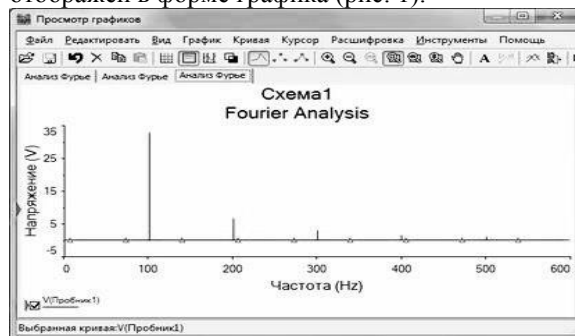 отображен в форме графика (рис. 1).
Просмотр графиков
Файл Редактировать Вид График Кривая Курсор Расшифровка Инструменты Помощь
Анализ Фурье Анализ Фурье Анализ Фурье
Схема1
Fourier Analysis
Напряжение (V)
35
25
15
5
-5
0 100 200 300 400 500 600
Частота (Hz)
V(Пробник1)
Выбранная кривая:V(Пробник1)